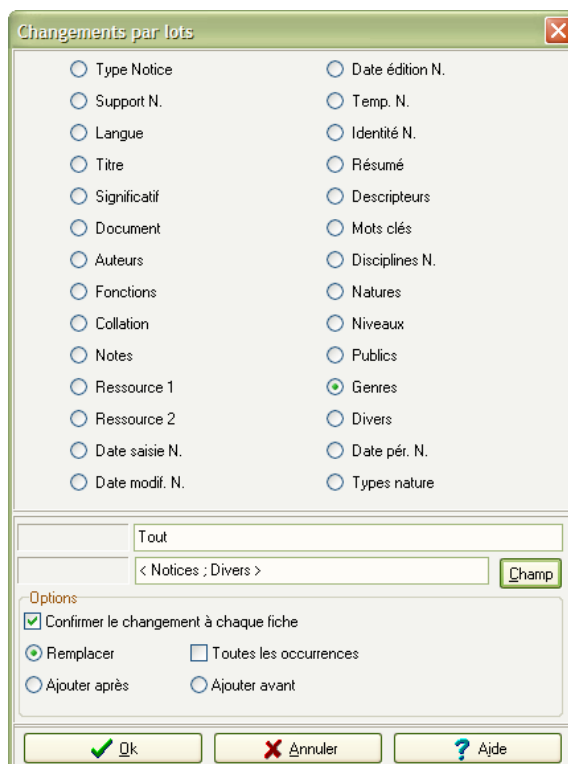 Changements par lots
Type Notice
Support N.
Langue
Titre
Significatif
Document
Auteurs
Fonctions
Collation
Notes
Ressource 1
Ressource 2
Date saisie N.
Date modif. N.
Date édition N.
Temp. N.
Identité N.
Résumé
Descripteurs
Mots clés
Disciplines N.
Natures
Niveaux
Publics
Genres
Divers
Date pér. N.
Types nature
Tout
< Notices ; Divers >
Champ
Options
Confirmer le changement à chaque fiche
Remplacer
Toutes les occurrences
Ajouter après
Ajouter avant
Ok
Annuler
Aide